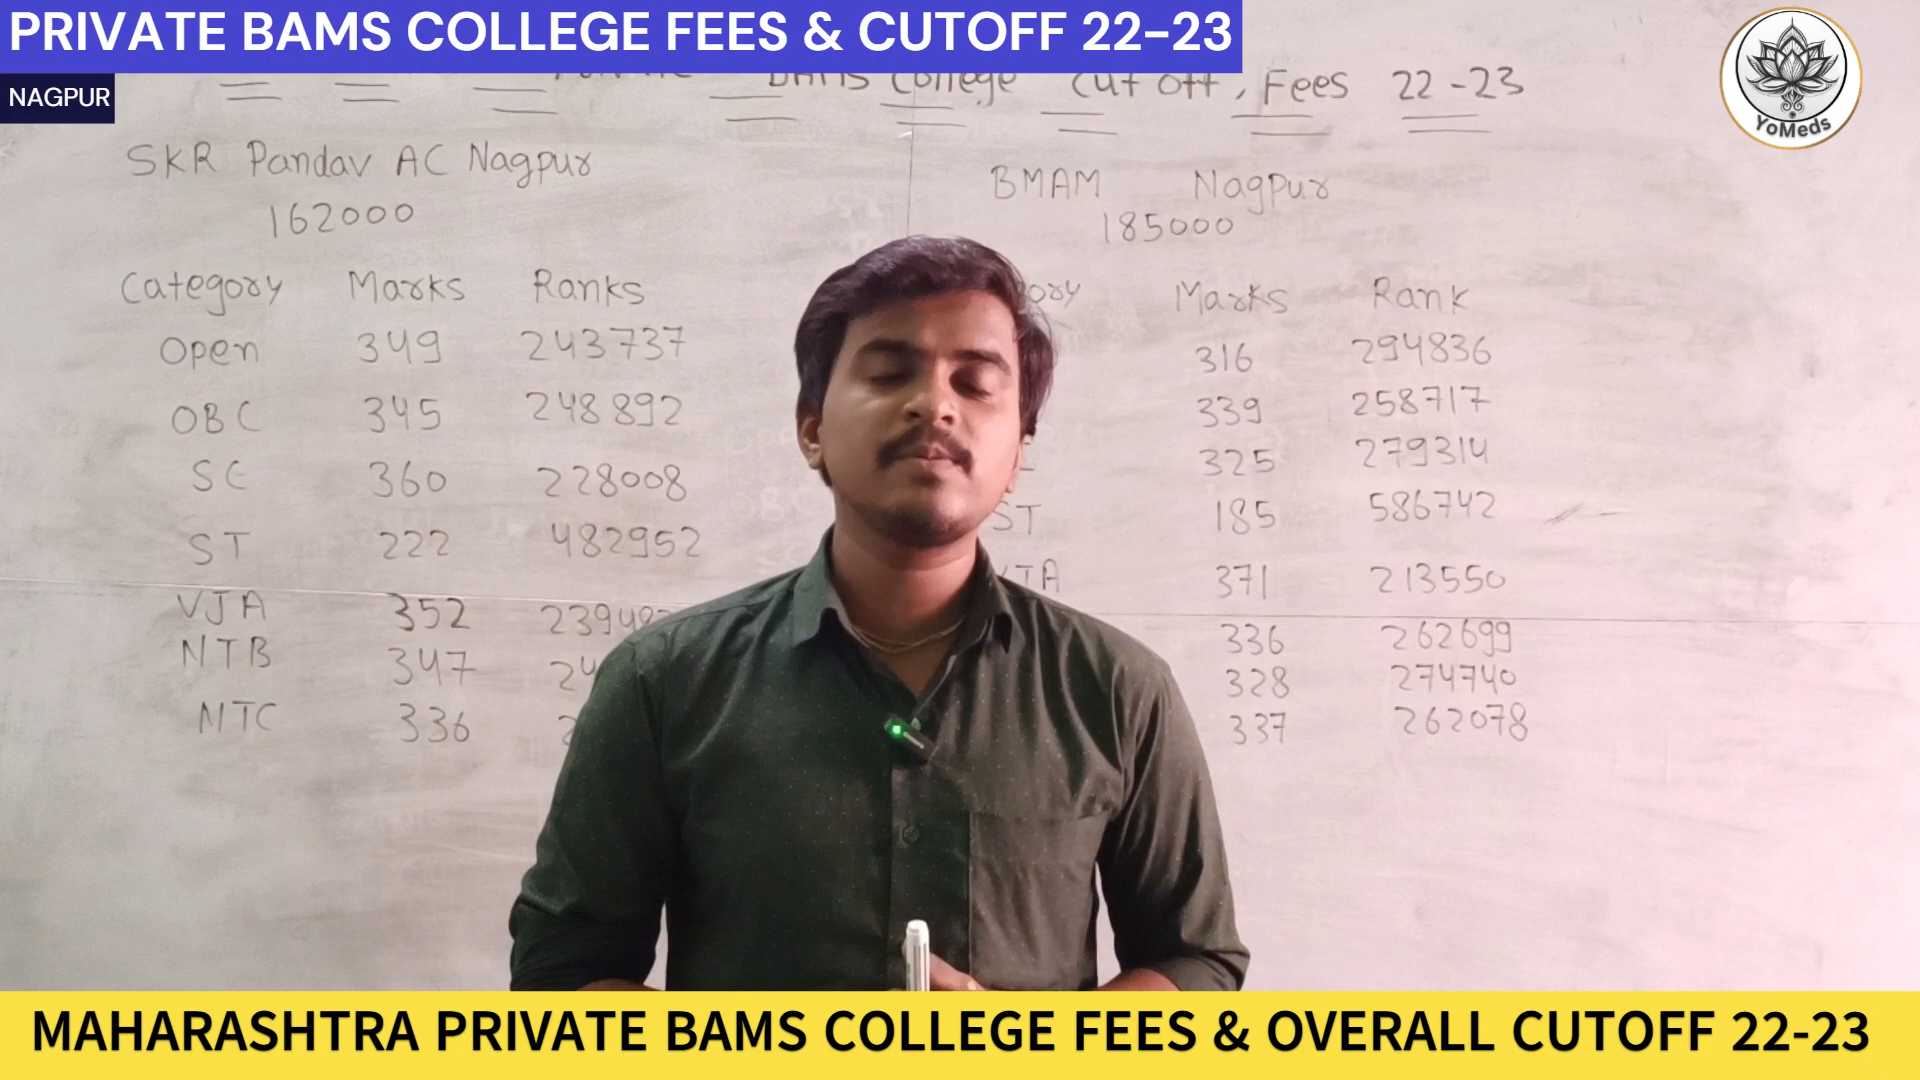 PRIVATE BAMS COLLEGE FEES & CUTOFF 22-23
NAGPUR
BAMS College Cut off, Fees 22-23
YoMeds
SKR Pandav AC Nagpur
162000
Category Marks Ranks
Open 349 243737
OBC 345 248892
SC 360 228008
ST 222 482952
VJA 352
NTB 347
NTC 336
BMAM Nagpur
185000
Marks Rank
316 294836
339 258717
325 279314
ST 185 586742
371 213550
336 262699
328 274740
337 262078
MAHARASHTRA PRIVATE BAMS COLLEGE FEES & OVERALL CUTOFF 22-23